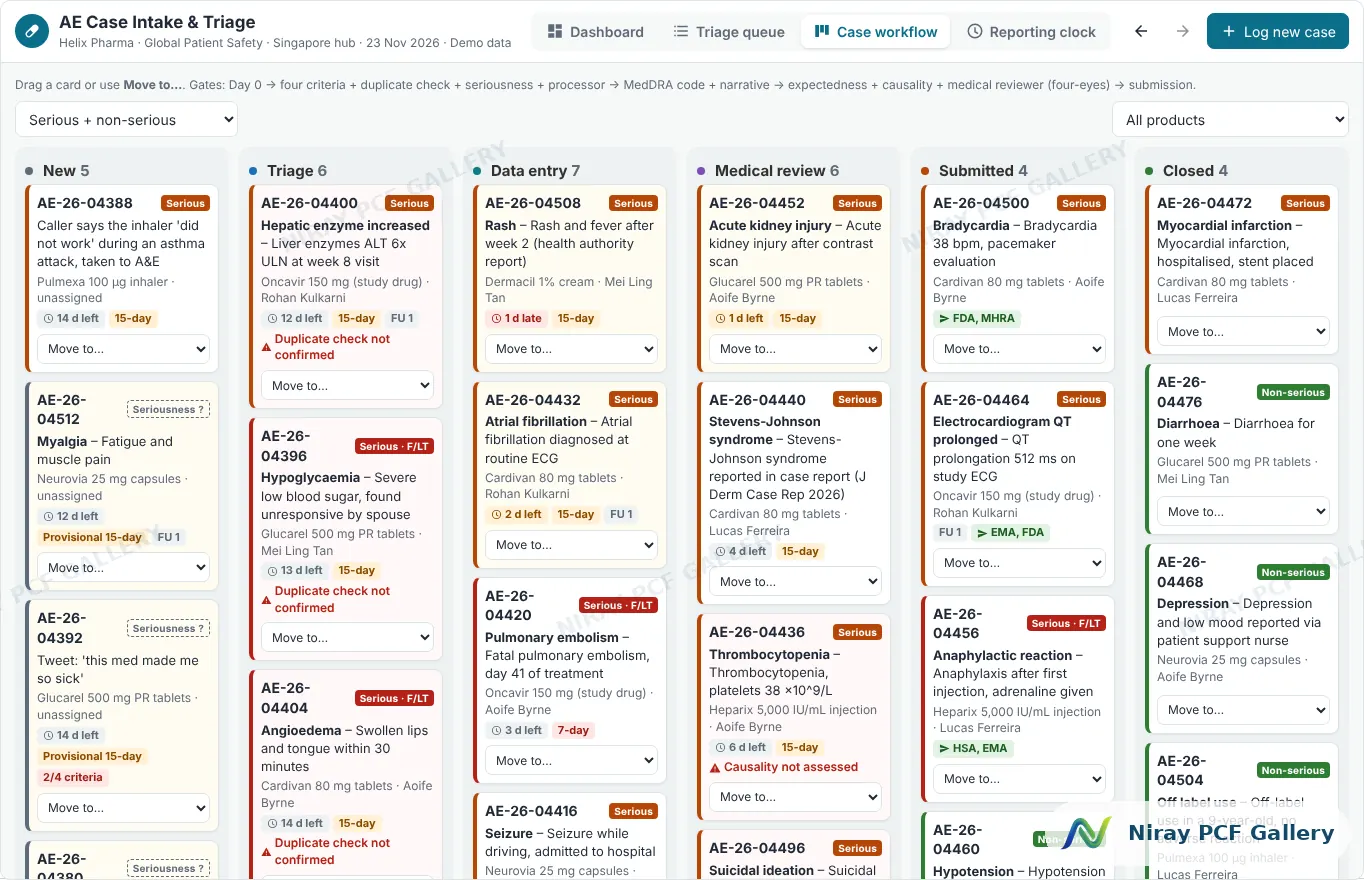 AE Case Intake & Triage
Helix Pharma · Global Patient Safety · Singapore hub · 23 Nov 2026 · Demo data
Dashboard
Triage queue
Case workflow
Reporting clock
Log new case
Drag a card or use Move to.... Gates: Day 0 → four criteria + duplicate check + seriousness + processor → MedDRA code + narrative → expectedness + causality + medical reviewer (four-eyes) → submission.
Serious + non-serious
All products
New 5
AE-26-04388
Serious
Caller says the inhaler 'did
not work' during an asthma
attack, taken to A&E
Pulmexa 100 µg inhaler ·
unassigned
14 d left
15-day
Move to...
AE-26-
04512
Seriousness ?
Myalgia – Fatigue and
muscle pain
Neurovia 25 mg capsules ·
unassigned
12 d left
Provisional 15-day
FU 1
Move to...
AE-26-
04392
Seriousness ?
Tweet: 'this med made me
so sick'
Glucarel 500 mg PR tablets ·
unassigned
14 d left
Provisional 15-day
2/4 criteria
Move to...
AE-26-
04380
Seriousness ?
Triage 6
AE-26-04400
Serious
Hepatic enzyme increased
– Liver enzymes ALT 6x
ULN at week 8 visit
Oncavir 150 mg (study drug) ·
Rohan Kulkarni
12 d left
15-day
FU 1
Duplicate check not
confirmed
Move to...
AE-26-
04396
Serious · F/LT
Hypoglycaemia – Severe
low blood sugar, found
unresponsive by spouse
Glucarel 500 mg PR tablets ·
Mei Ling Tan
13 d left
15-day
Duplicate check not
confirmed
Move to...
AE-26-
04404
Serious · F/LT
Angioedema – Swollen lips
and tongue within 30
minutes
Cardivan 80 mg tablets · Aoife
Byrne
14 d left
15-day
Duplicate check not
confirmed
Data entry 7
AE-26-04508
Serious
Rash – Rash and fever after
week 2 (health authority
report)
Dermacil 1% cream · Mei Ling
Tan
1 d late
15-day
Move to...
AE-26-04432
Serious
Atrial fibrillation – Atrial
fibrillation diagnosed at
routine ECG
Cardivan 80 mg tablets ·
Rohan Kulkarni
2 d left
15-day
FU 1
Move to...
AE-26-
04420
Serious · F/LT
Pulmonary embolism –
Fatal pulmonary embolism,
day 41 of treatment
Oncavir 150 mg (study drug) ·
Aoife Byrne
3 d left
7-day
Move to...
AE-26-04416
Serious
Seizure – Seizure while
driving, admitted to hospital
Neurovia 25 mg capsules ·
Medical review 6
AE-26-04452
Serious
Acute kidney injury – Acute
kidney injury after contrast
scan
Glucarel 500 mg PR tablets ·
Aoife Byrne
1 d left
15-day
Move to...
AE-26-04440
Serious
Stevens-Johnson
syndrome – Stevens-
Johnson syndrome
reported in case report (J
Derm Case Rep 2026)
Cardivan 80 mg tablets ·
Lucas Ferreira
4 d left
15-day
Move to...
AE-26-04436
Serious
Thrombocytopenia –
Thrombocytopenia,
platelets 38 ×10^9/L
Heparix 5,000 IU/mL injection
· Aoife Byrne
6 d left
15-day
Causality not assessed
Move to...
AE-26-04496
Serious
Suicidal ideation – Suicidal
Submitted 4
AE-26-04500
Serious
Bradycardia – Bradycardia
38 bpm, pacemaker
evaluation
Cardivan 80 mg tablets · Aoife
Byrne
FDA, MHRA
Move to...
AE-26-04464
Serious
Electrocardiogram QT
prolonged – QT
prolongation 512 ms on
study ECG
Oncavir 150 mg (study drug) ·
Rohan Kulkarni
FU 1
EMA, FDA
Move to...
AE-26-
04456
Serious · F/LT
Anaphylactic reaction –
Anaphylaxis after first
injection, adrenaline given
Heparix 5,000 IU/mL injection
· Lucas Ferreira
HSA, EMA
Move to...
AE-26-
04460
Hypotension – Hypotension
Closed 4
AE-26-04472
Serious
Myocardial infarction –
Myocardial infarction,
hospitalised, stent placed
Cardivan 80 mg tablets ·
Lucas Ferreira
Move to...
AE-26-
04476
Non-serious
Diarrhoea – Diarrhoea for
one week
Glucarel 500 mg PR tablets ·
Mei Ling Tan
Move to...
AE-26-
04468
Non-serious
Depression – Depression
and low mood reported via
patient support nurse
Neurovia 25 mg capsules ·
Aoife Byrne
Move to...
AE-26-
04504
Non-serious
Off label use – Off-label
use in a 9-year-old, no
adverse reaction
Pulmexa 100 µg inhaler ·
Lucas Ferreira
Niray PCF Gallery
NIRAY PCF GALLERY